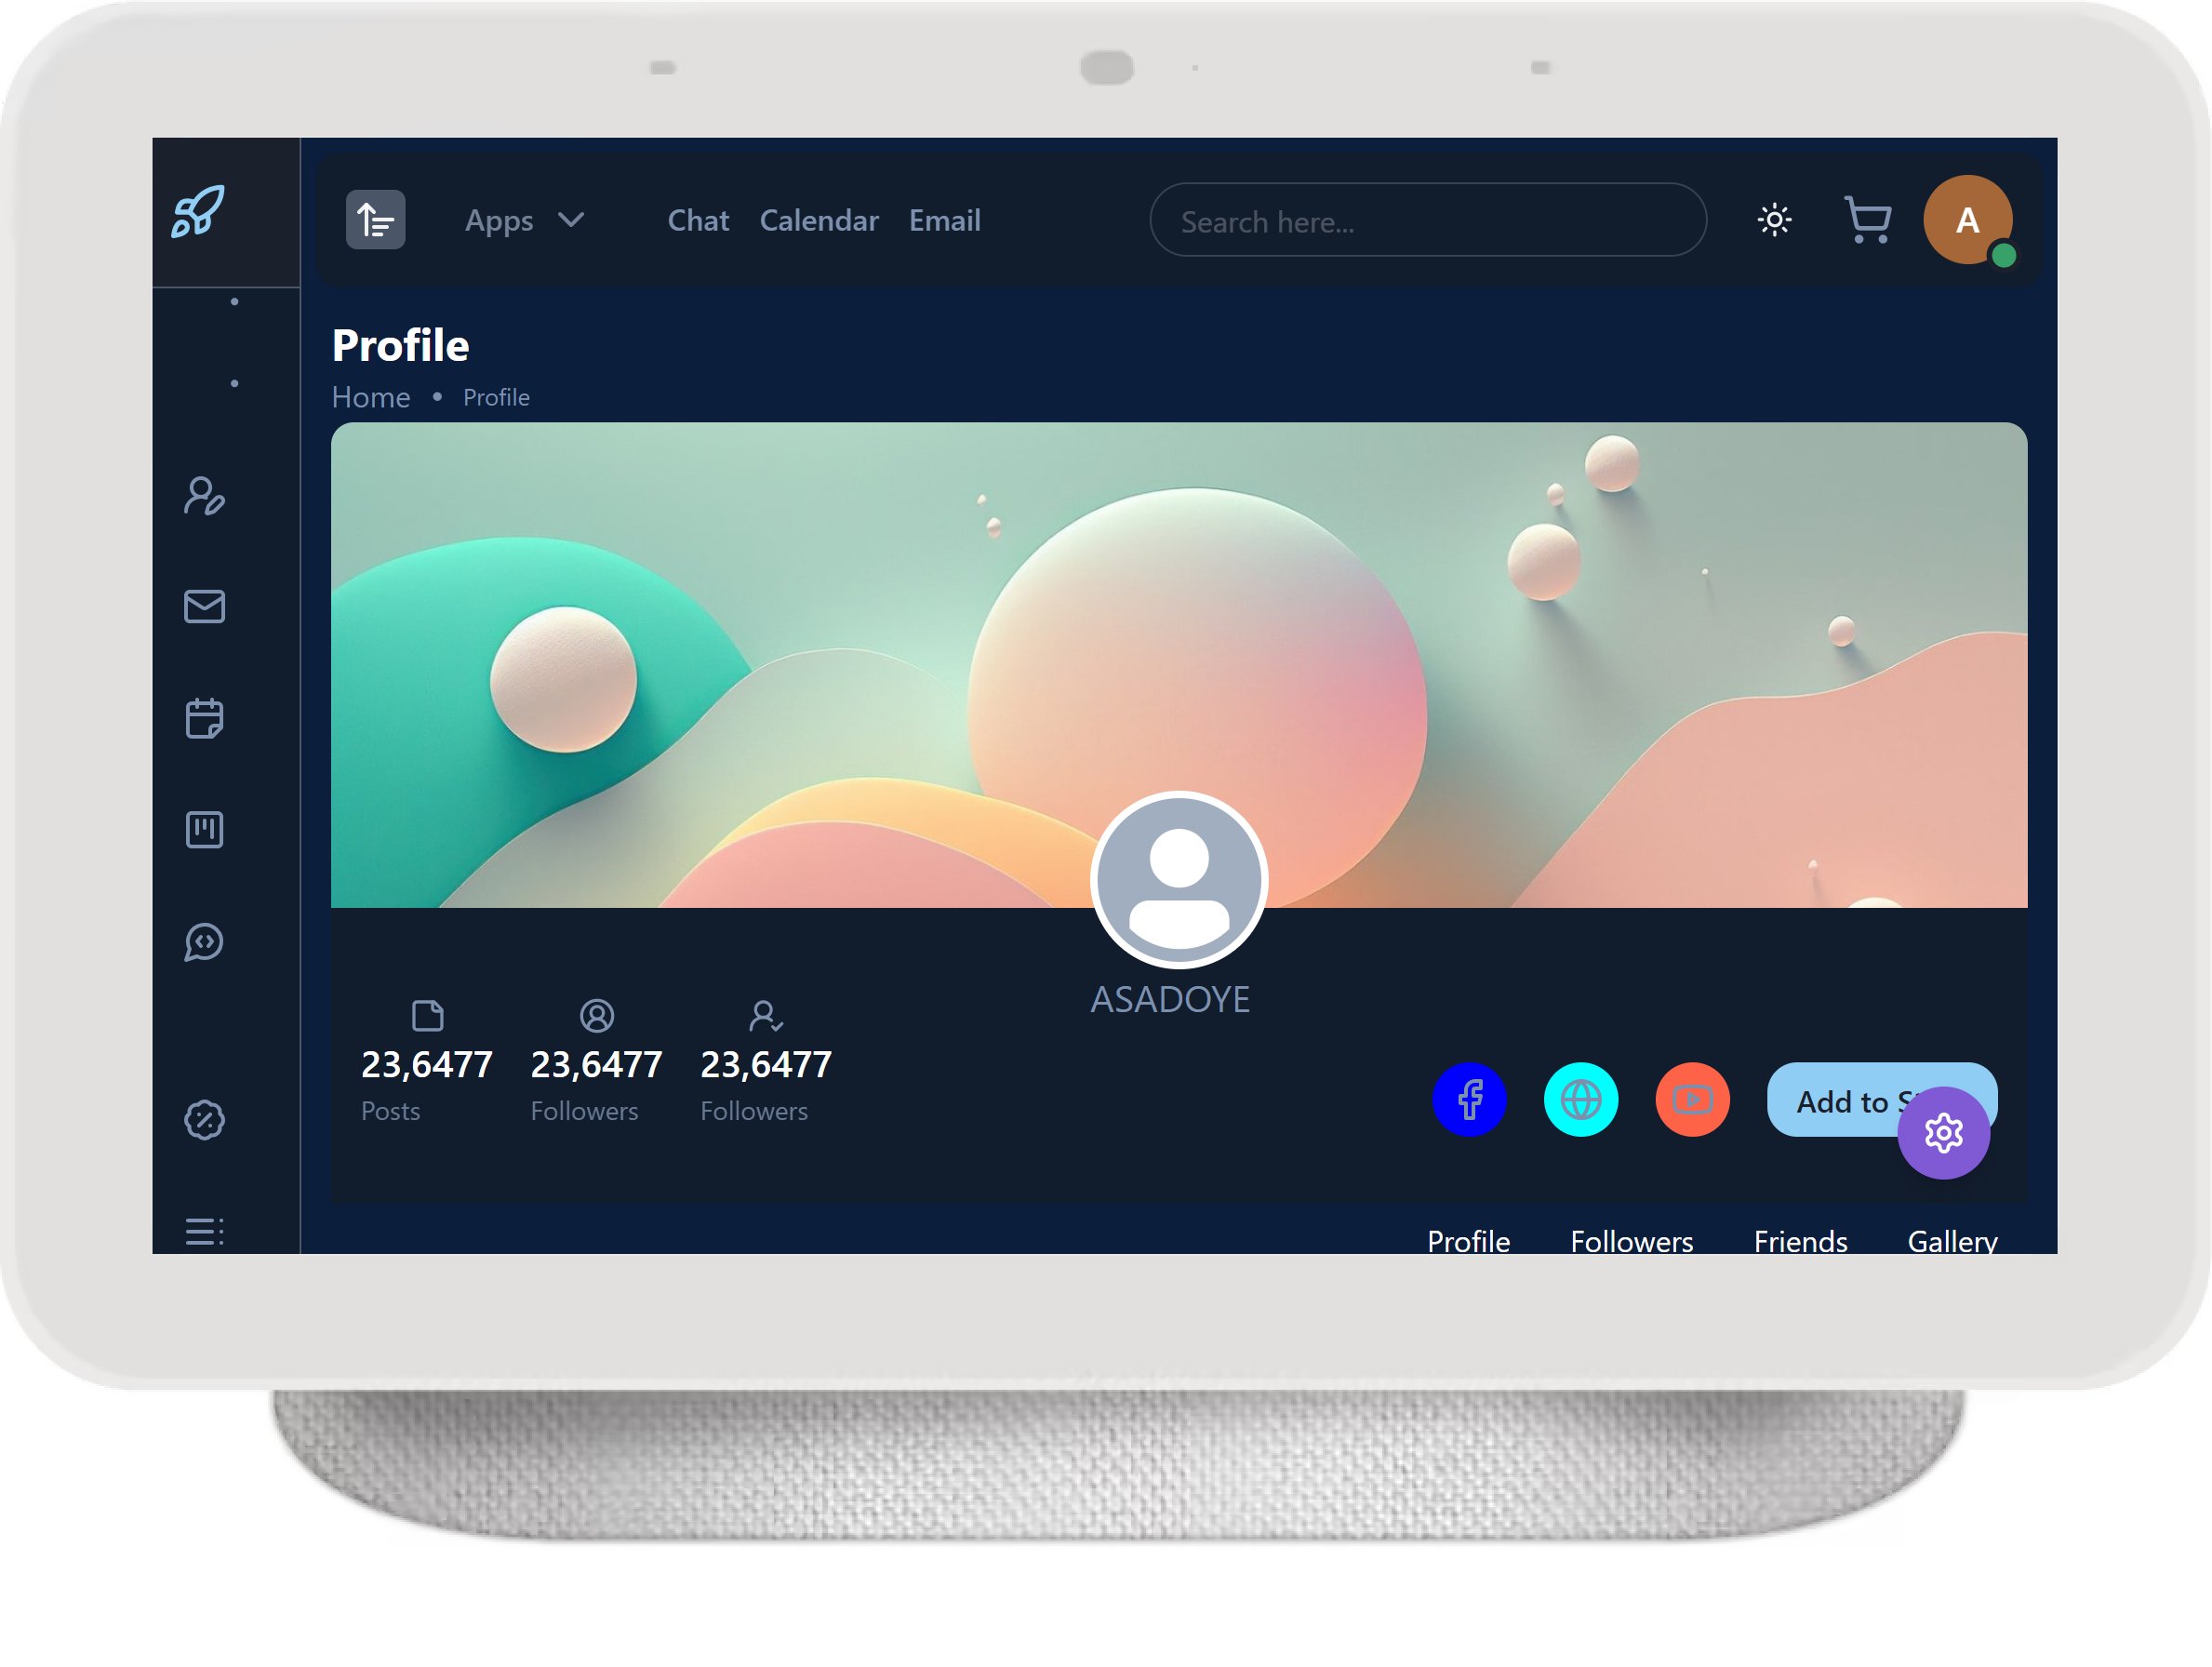 Apps Chat Calendar Email Search here... A
Profile
Home • Profile
ASADOYE
23,6477 23,6477 23,6477
Posts Followers Followers
Add to S
Profile Followers Friends Gallery